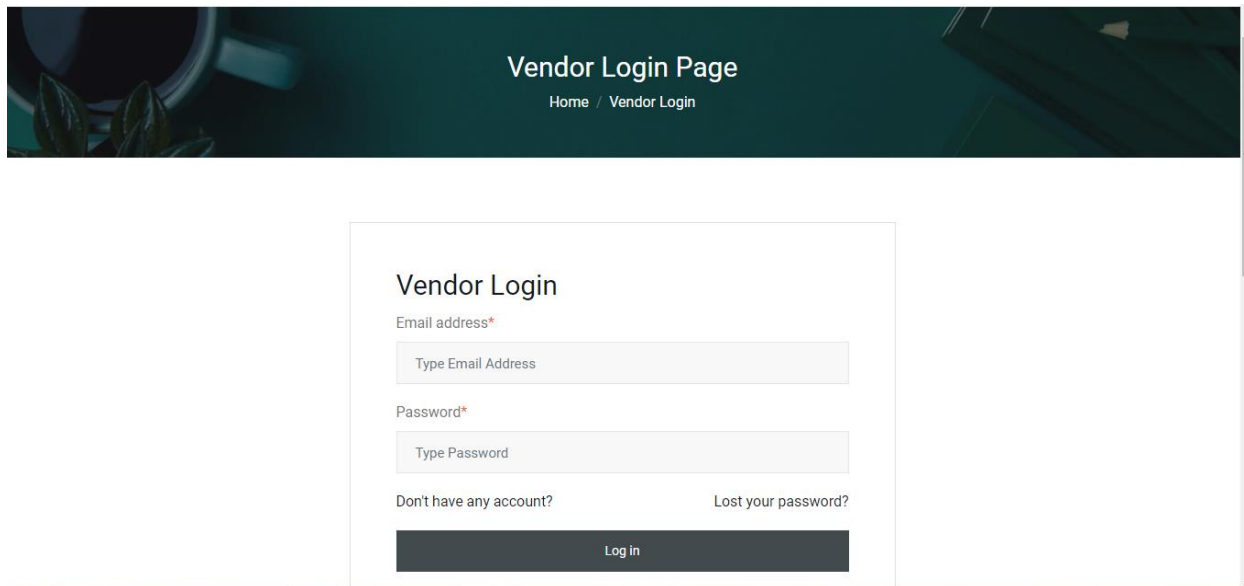 Vendor Login Page
Home / Vendor Login
Vendor Login
Email address*
Type Email Address
Password*
Type Password
Don't have any account? Lost your password?
Log in